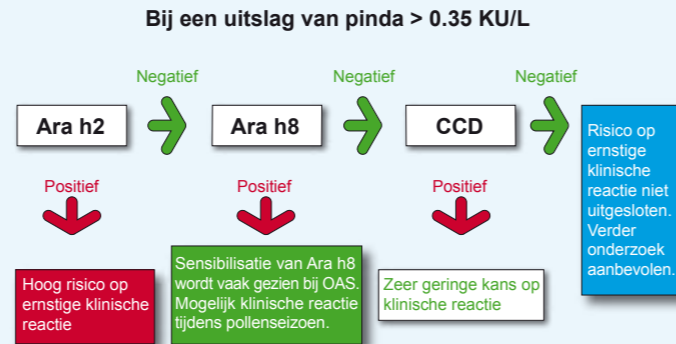 Bij een uitslag van pinda > 0.35 KU/L
Negatief
Negatief
Negatief
Ara h2
Ara h8
CCD
Risico op
ernstige
klinische
reactie niet
uitgesloten.
Verder
onderzoek
aanbevolen.
Positief
Positief
Positief
Hoog risico op
ernstige klinische
reactie
Sensibilisatie van Ara h8
wordt vaak gezien bij OAS.
Mogelijk klinische reactie
tijdens pollenseizoen.
Zeer geringe kans op
klinische reactie